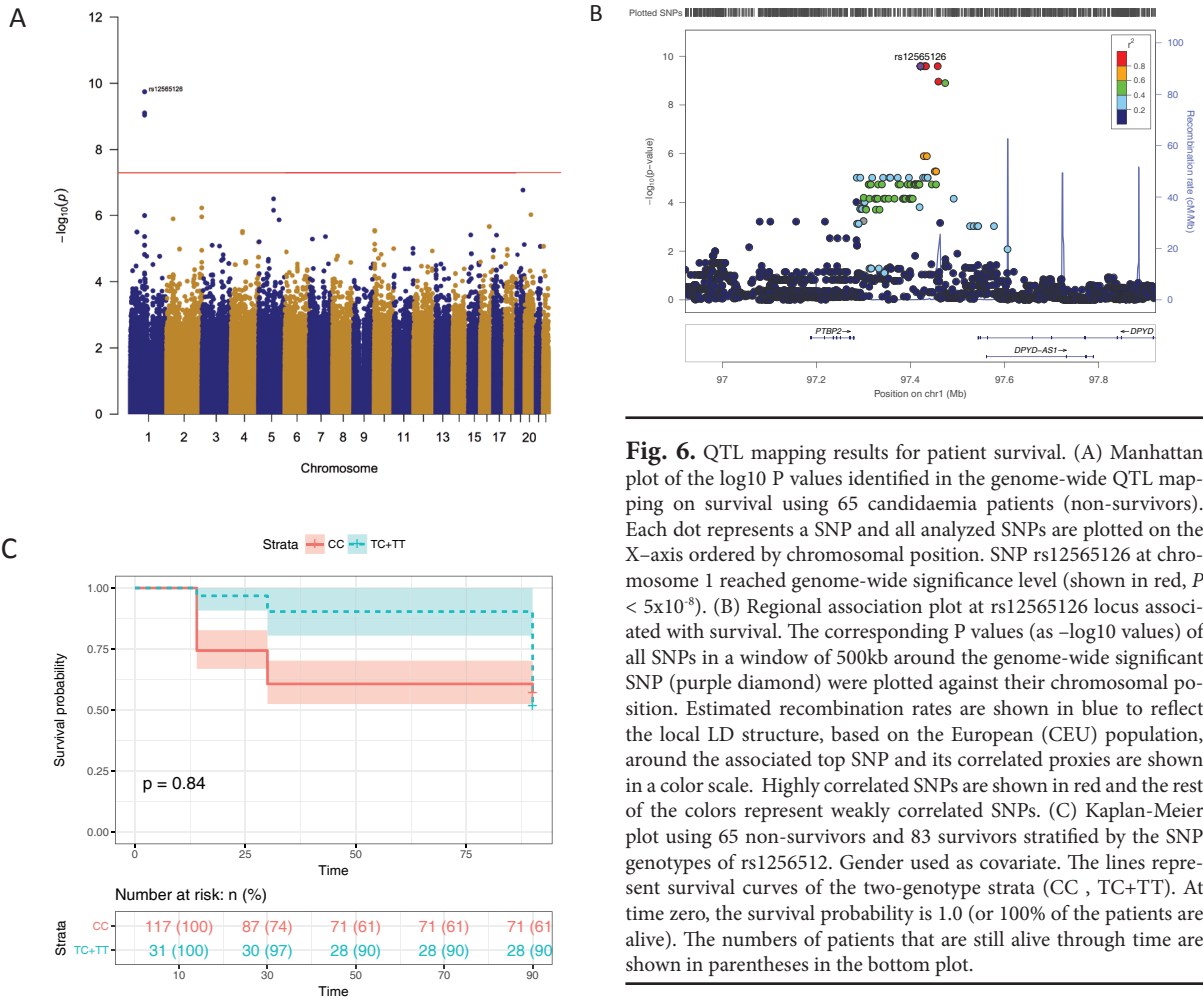 A
12
10
8
6
4
2
0
−log10(p)
rs12565126
1 2 3 4 5 6 7 8 9 11 13 15 17 20
Chromosome
B
Plotted SNPs
10
8
6
4
2
0
−log10(p-value)
rs12565126
r2
0.8
0.6
0.4
0.2
100
80
60
40
20
0
Recombination rate (cM/Mb)
PTBP2→
←DPYD
DPYD−AS1→
97 97.2 97.4 97.6 97.8
Position on chr1 (Mb)
C
Strata CC TC+TT
1.00
0.75
0.50
0.25
0.00
Survival probability
p = 0.84
0 25 50 75
Time
Number at risk: n (%)
Strata
CC 117 (100) 87 (74) 71 (61) 71 (61) 71 (61
TC+TT 31 (100) 30 (97) 28 (90) 28 (90) 28 (90
10 30 50 70 90
Time
Fig. 6. QTL mapping results for patient survival. (A) Manhattan
plot of the log10 P values identified in the genome-wide QTL map-
ping on survival using 65 candidaemia patients (non-survivors).
Each dot represents a SNP and all analyzed SNPs are plotted on the
X–axis ordered by chromosomal position. SNP rs12565126 at chro-
mosome 1 reached genome-wide significance level (shown in red, P
< 5x10-8). (B) Regional association plot at rs12565126 locus associ-
ated with survival. The corresponding P values (as –log10 values) of
all SNPs in a window of 500kb around the genome-wide significant
SNP (purple diamond) were plotted against their chromosomal po-
sition. Estimated recombination rates are shown in blue to reflect
the local LD structure, based on the European (CEU) population,
around the associated top SNP and its correlated proxies are shown
in a color scale. Highly correlated SNPs are shown in red and the rest
of the colors represent weakly correlated SNPs. (C) Kaplan-Meier
plot using 65 non-survivors and 83 survivors stratified by the SNP
genotypes of rs1256512. Gender used as covariate. The lines repre-
sent survival curves of the two-genotype strata (CC , TC+TT). At
time zero, the survival probability is 1.0 (or 100% of the patients are
alive). The numbers of patients that are still alive through time are
shown in parentheses in the bottom plot.